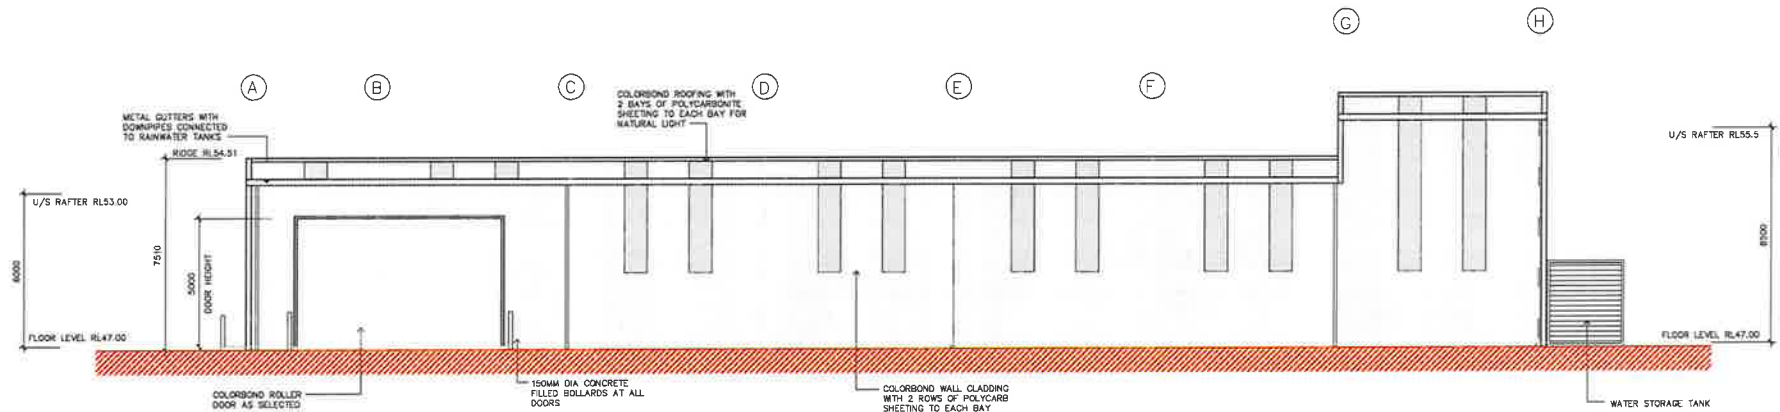 G
H
A
B
C
D
E
F
COLORBOND ROOFING WITH
2 BAYS OF POLYCARBONITE
SHEETING TO EACH BAY FOR
NATURAL LIGHT
METAL GUTTERS WITH
DOWNPIPES CONNECTED
TO RAINWATER TANKS
RIDGE RL54.51
U/S RAFTER RL55.5
U/S RAFTER RL53.00
6000
7510
5000
DOOR HEIGHT
8500
FLOOR LEVEL RL47.00
FLOOR LEVEL RL47.00
COLORBOND ROLLER
DOOR AS SELECTED
150MM DIA CONCRETE
FILLED BOLLARDS AT ALL
DOORS
COLORBOND WALL CLADDING
WITH 2 ROWS OF POLYCARB
SHEETING TO EACH BAY
WATER STORAGE TANK